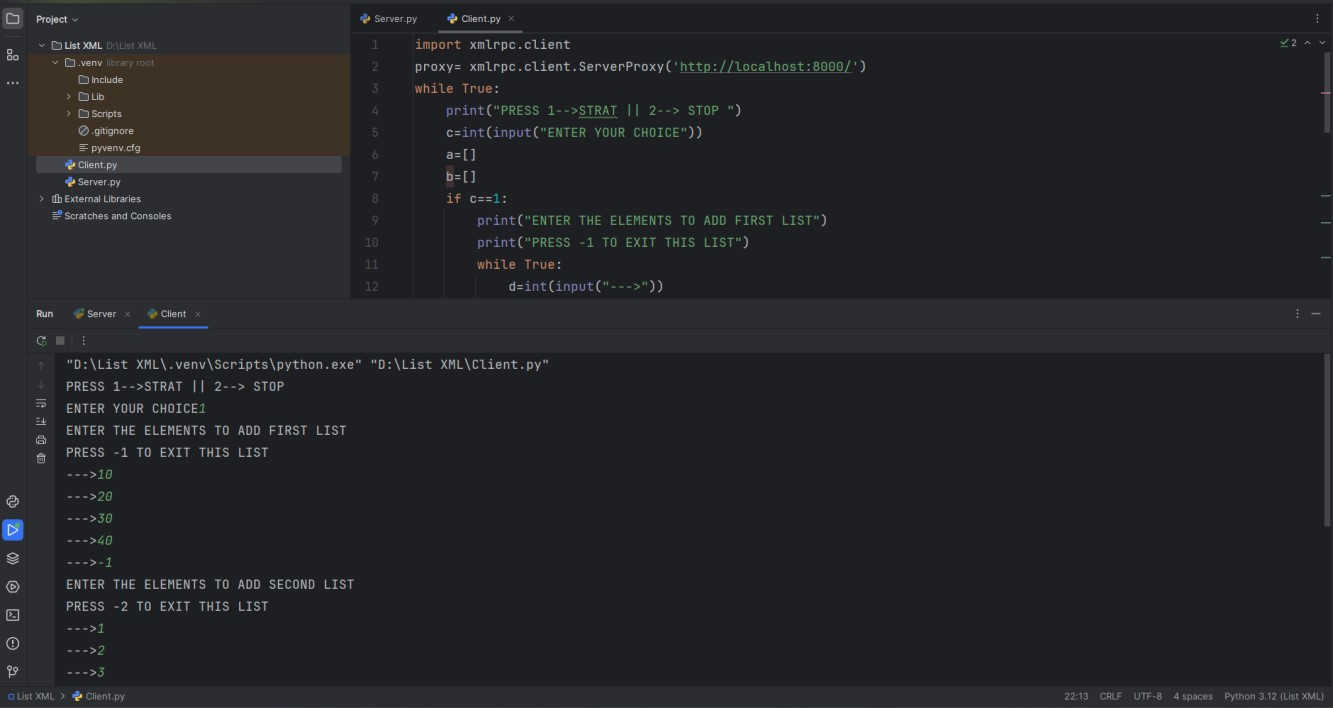 Project
List XML D:\List XML
.venv library root
Include
Lib
Scripts
.gitignore
pyvenv.cfg
Client.py
Server.py
External Libraries
Scratches and Consoles
Server.py Client.py
1 import xmlrpc.client
2 proxy= xmlrpc.client.ServerProxy('http://localhost:8000/')
3 while True:
4 print("PRESS 1-->STRAT || 2--> STOP ")
5 c=int(input("ENTER YOUR CHOICE"))
6 a=[]
7 b=[]
8 if c==1:
9 print("ENTER THE ELEMENTS TO ADD FIRST LIST")
10 print("PRESS -1 TO EXIT THIS LIST")
11 while True:
12 d=int(input("--->"))
2
Run Server Client
"D:\List XML\.venv\Scripts\python.exe" "D:\List XML\Client.py"
PRESS 1-->STRAT || 2--> STOP
ENTER YOUR CHOICE1
ENTER THE ELEMENTS TO ADD FIRST LIST
PRESS -1 TO EXIT THIS LIST
--->10
--->20
--->30
--->40
--->-1
ENTER THE ELEMENTS TO ADD SECOND LIST
PRESS -2 TO EXIT THIS LIST
--->1
--->2
--->3
List XML > Client.py 22:13 CRLF UTF-8 4 spaces Python 3.12 (List XML)